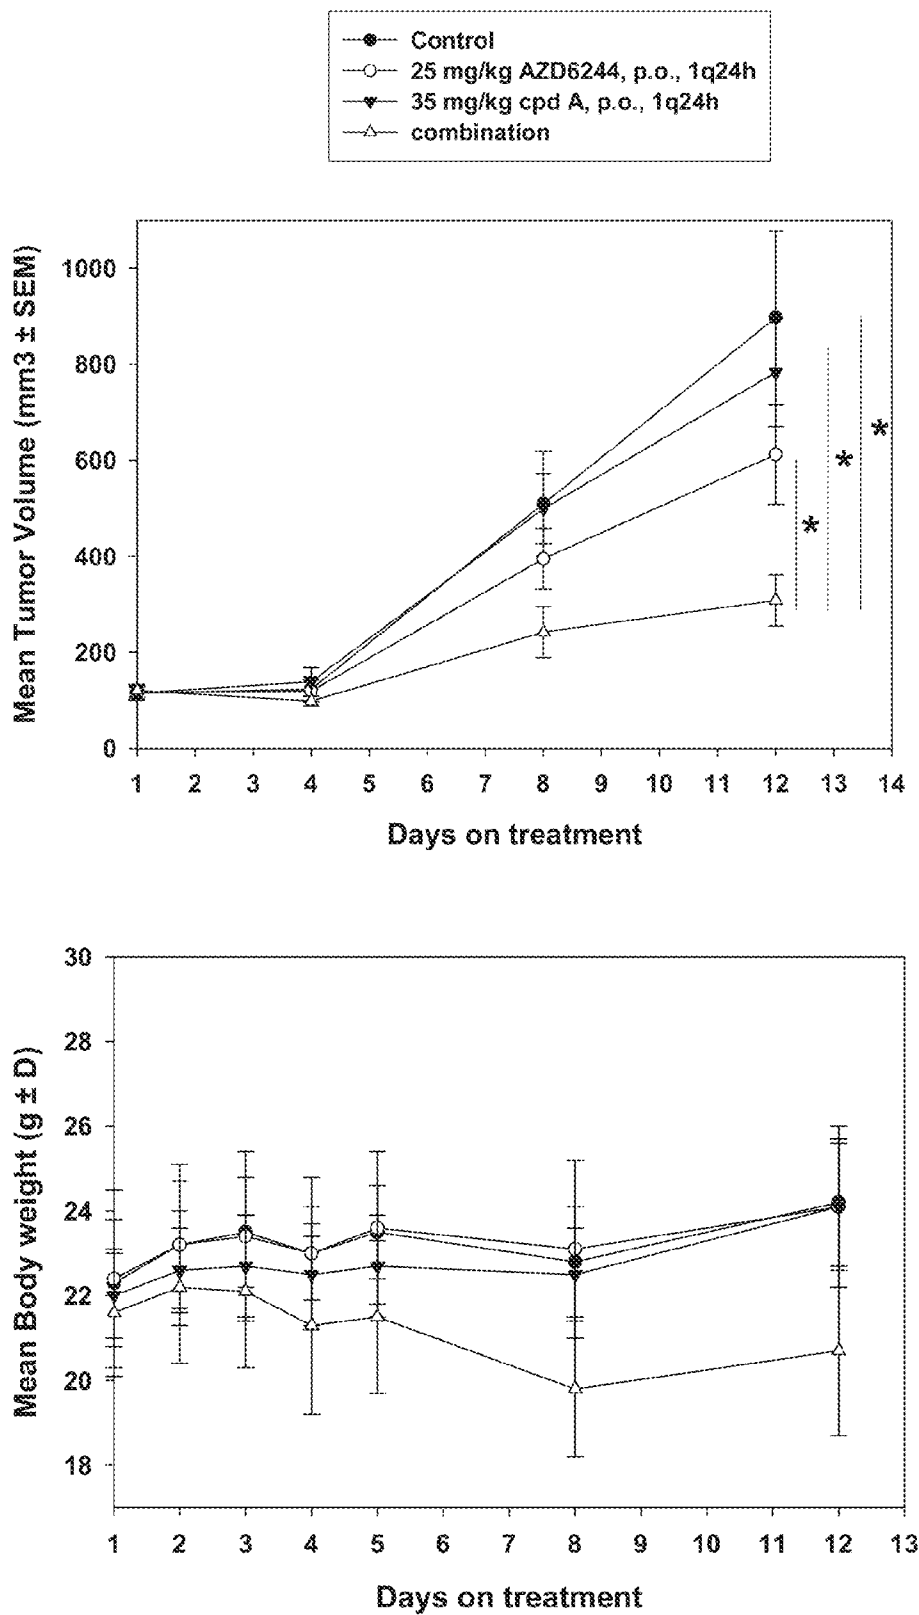 Control
25 mg/kg AZD6244, p.o., 1q24h
35 mg/kg cpd A, p.o., 1q24h
combination
Mean Tumor Volume (mm3 ± SEM)
1000
800
600
400
200
0
*
*
*
1 2 3 4 5 6 7 8 9 10 11 12 13 14
Days on treatment
Mean Body weight (g ± D)
30
28
26
24
22
20
18
1 2 3 4 5 6 7 8 9 10 11 12 13
Days on treatment